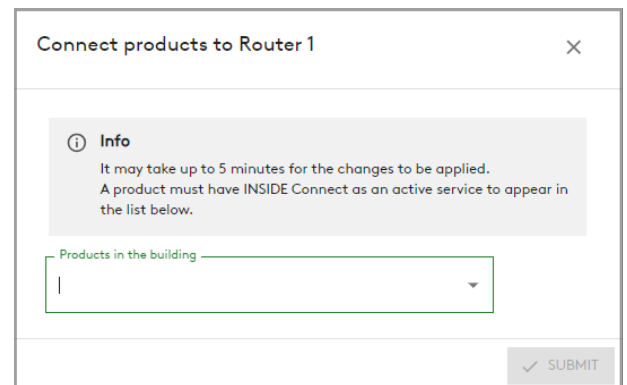 Connect products to Router 1
Info
It may take up to 5 minutes for the changes to be applied.
A product must have INSIDE Connect as an active service to appear in
the list below.
Products in the building
SUBMIT